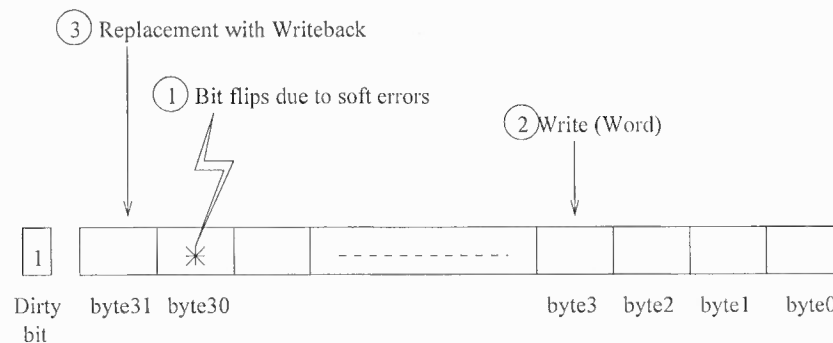 3 Replacement with Writeback
1 Bit flips due to soft errors
2 Write (Word)
1
Dirty bit
byte31 byte30 byte3 byte2 byte1 byte0